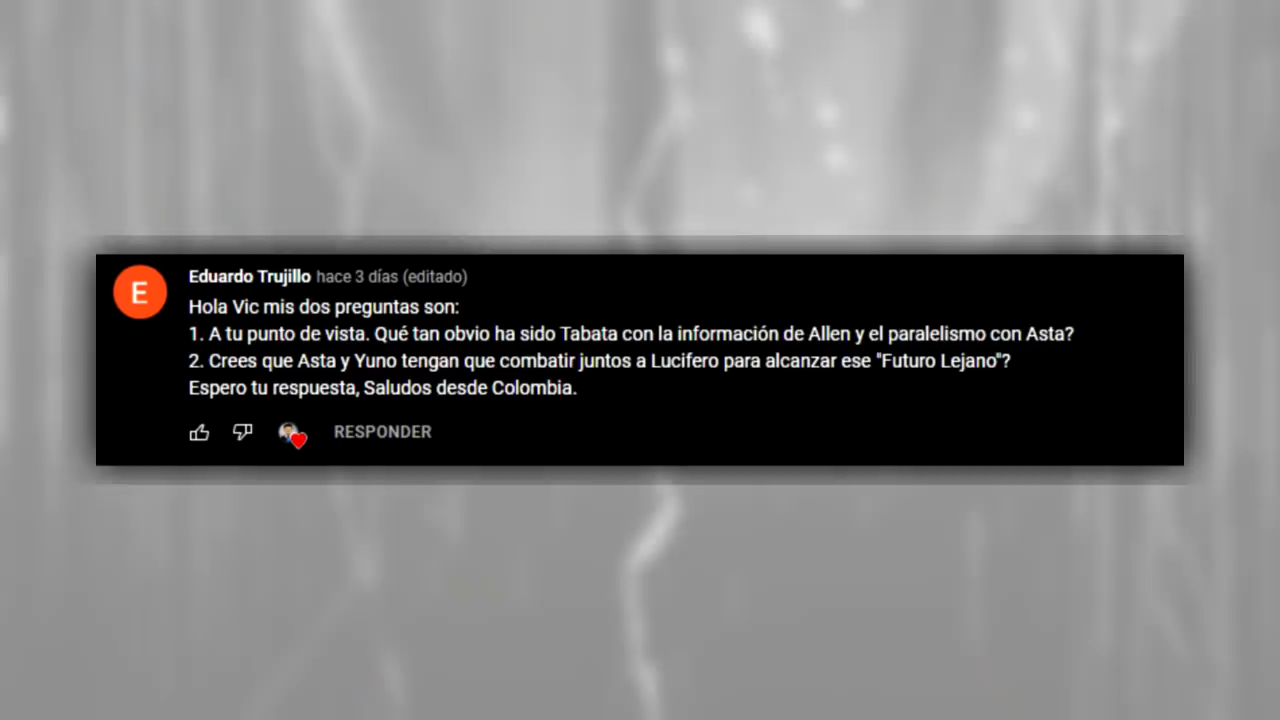 E
Eduardo Trujillo hace 3 días (editado)
Hola Vic mis dos preguntas son:
1. A tu punto de vista. Qué tan obvio ha sido Tabata con la información de Allen y el paralelismo con Asta?
2. Crees que Asta y Yuno tengan que combatir juntos a Lucifero para alcanzar ese "Futuro Lejano"?
Espero tu respuesta, Saludos desde Colombia.
RESPONDER